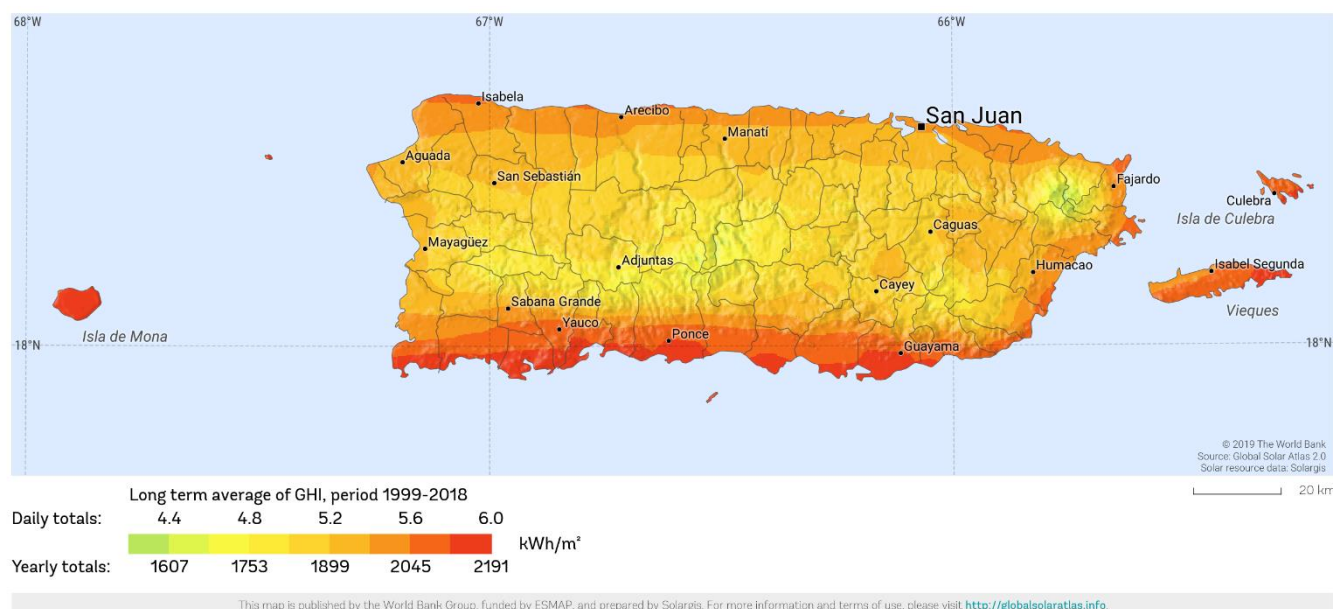 68°W
67°W
66°W
Isabela
Arecibo
San Juan
Manatí
Aguada
San Sebastián
Fajardo
Culebra
Isla de Culebra
Caguas
Mayagüez
Adjuntas
Humacao
Isabel Segunda
Cayey
Sabana Grande
Vieques
Yauco
Isla de Mona
Ponce
Guayama
18°N
18°N
© 2019 The World Bank
Source: Global Solar Atlas 2.0
Solar resource data: Solargis
20 km
Long term average of GHI, period 1999-2018
Daily totals: 4.4 4.8 5.2 5.6 6.0
kWh/m²
Yearly totals: 1607 1753 1899 2045 2191
This map is published by the World Bank Group, funded by ESMAP, and prepared by Solargis. For more information and terms of use, please visit http://globalsolaratlas.info.